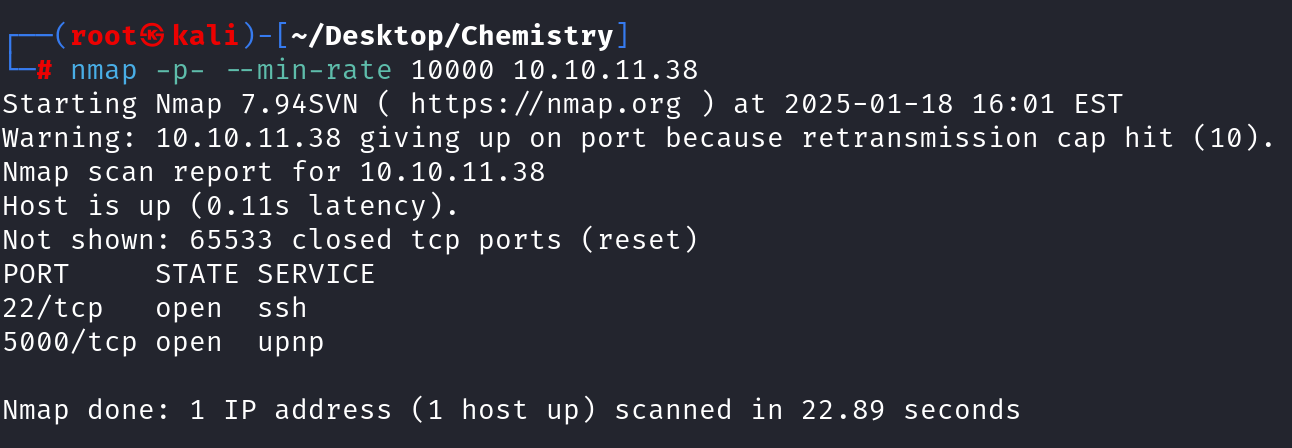 ┌──(root㉿kali)-[~/Desktop/Chemistry]
└─# nmap -p- --min-rate 10000 10.10.11.38
Starting Nmap 7.94SVN ( https://nmap.org ) at 2025-01-18 16:01 EST
Warning: 10.10.11.38 giving up on port because retransmission cap hit (10).
Nmap scan report for 10.10.11.38
Host is up (0.11s latency).
Not shown: 65533 closed tcp ports (reset)
PORT     STATE SERVICE
22/tcp   open  ssh
5000/tcp open  upnp
Nmap done: 1 IP address (1 host up) scanned in 22.89 seconds